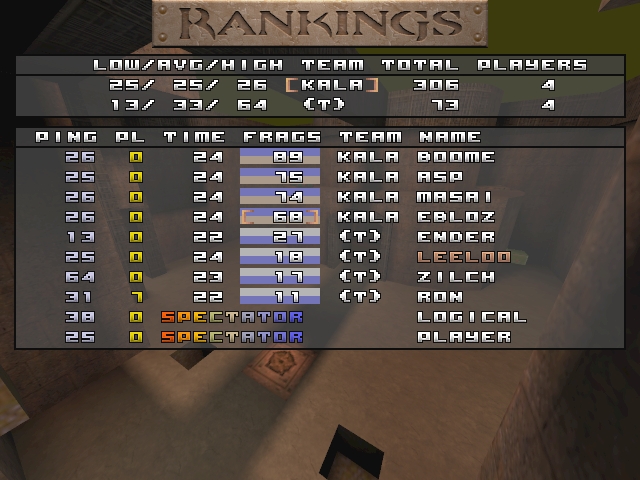 RANKINGS
LOW/AVG/HIGH TEAM TOTAL PLAYERS
25/ 25/ 26 [KALA] 306 4
13/ 33/ 64 (T) 73 4
PING PL TIME FRAGS TEAM NAME
26 0 24 89 KALA BOOME
25 0 24 75 KALA ASP
26 0 24 74 KALA MASAI
26 0 24 [ 68 ] KALA EBLOZ
13 0 22 27 (T) ENDER
25 0 24 18 (T) LEELOO
64 0 23 17 (T) ZILCH
31 7 22 11 (T) RON
38 0 SPECTATOR LOGICAL
25 0 SPECTATOR PLAYER